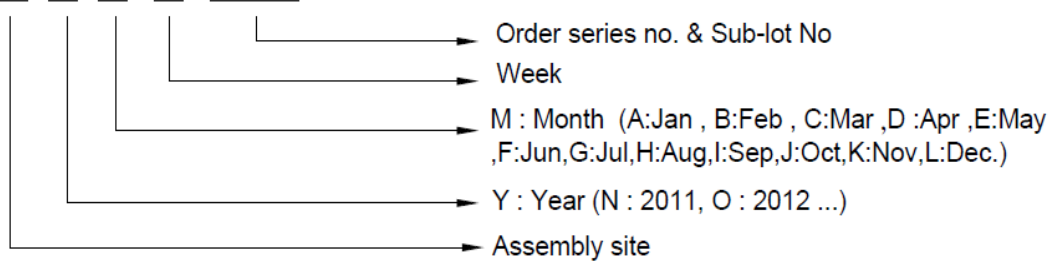 Order series no. & Sub-lot No
Week
M : Month (A:Jan , B:Feb , C:Mar ,D :Apr ,E:May
,F:Jun,G:Jul,H:Aug,I:Sep,J:Oct,K:Nov,L:Dec.)
Y : Year (N : 2011, O : 2012 ...)
Assembly site